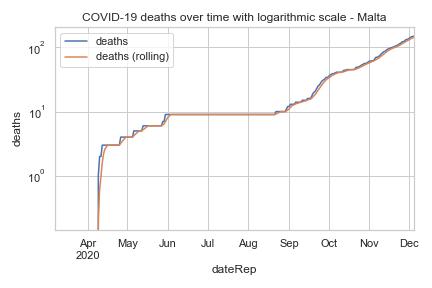 COVID-19 deaths over time with logarithmic scale - Malta
deaths
deaths (rolling)
10²
10¹
10⁰
deaths
Apr May Jun Jul Aug Sep Oct Nov Dec
2020
dateRep